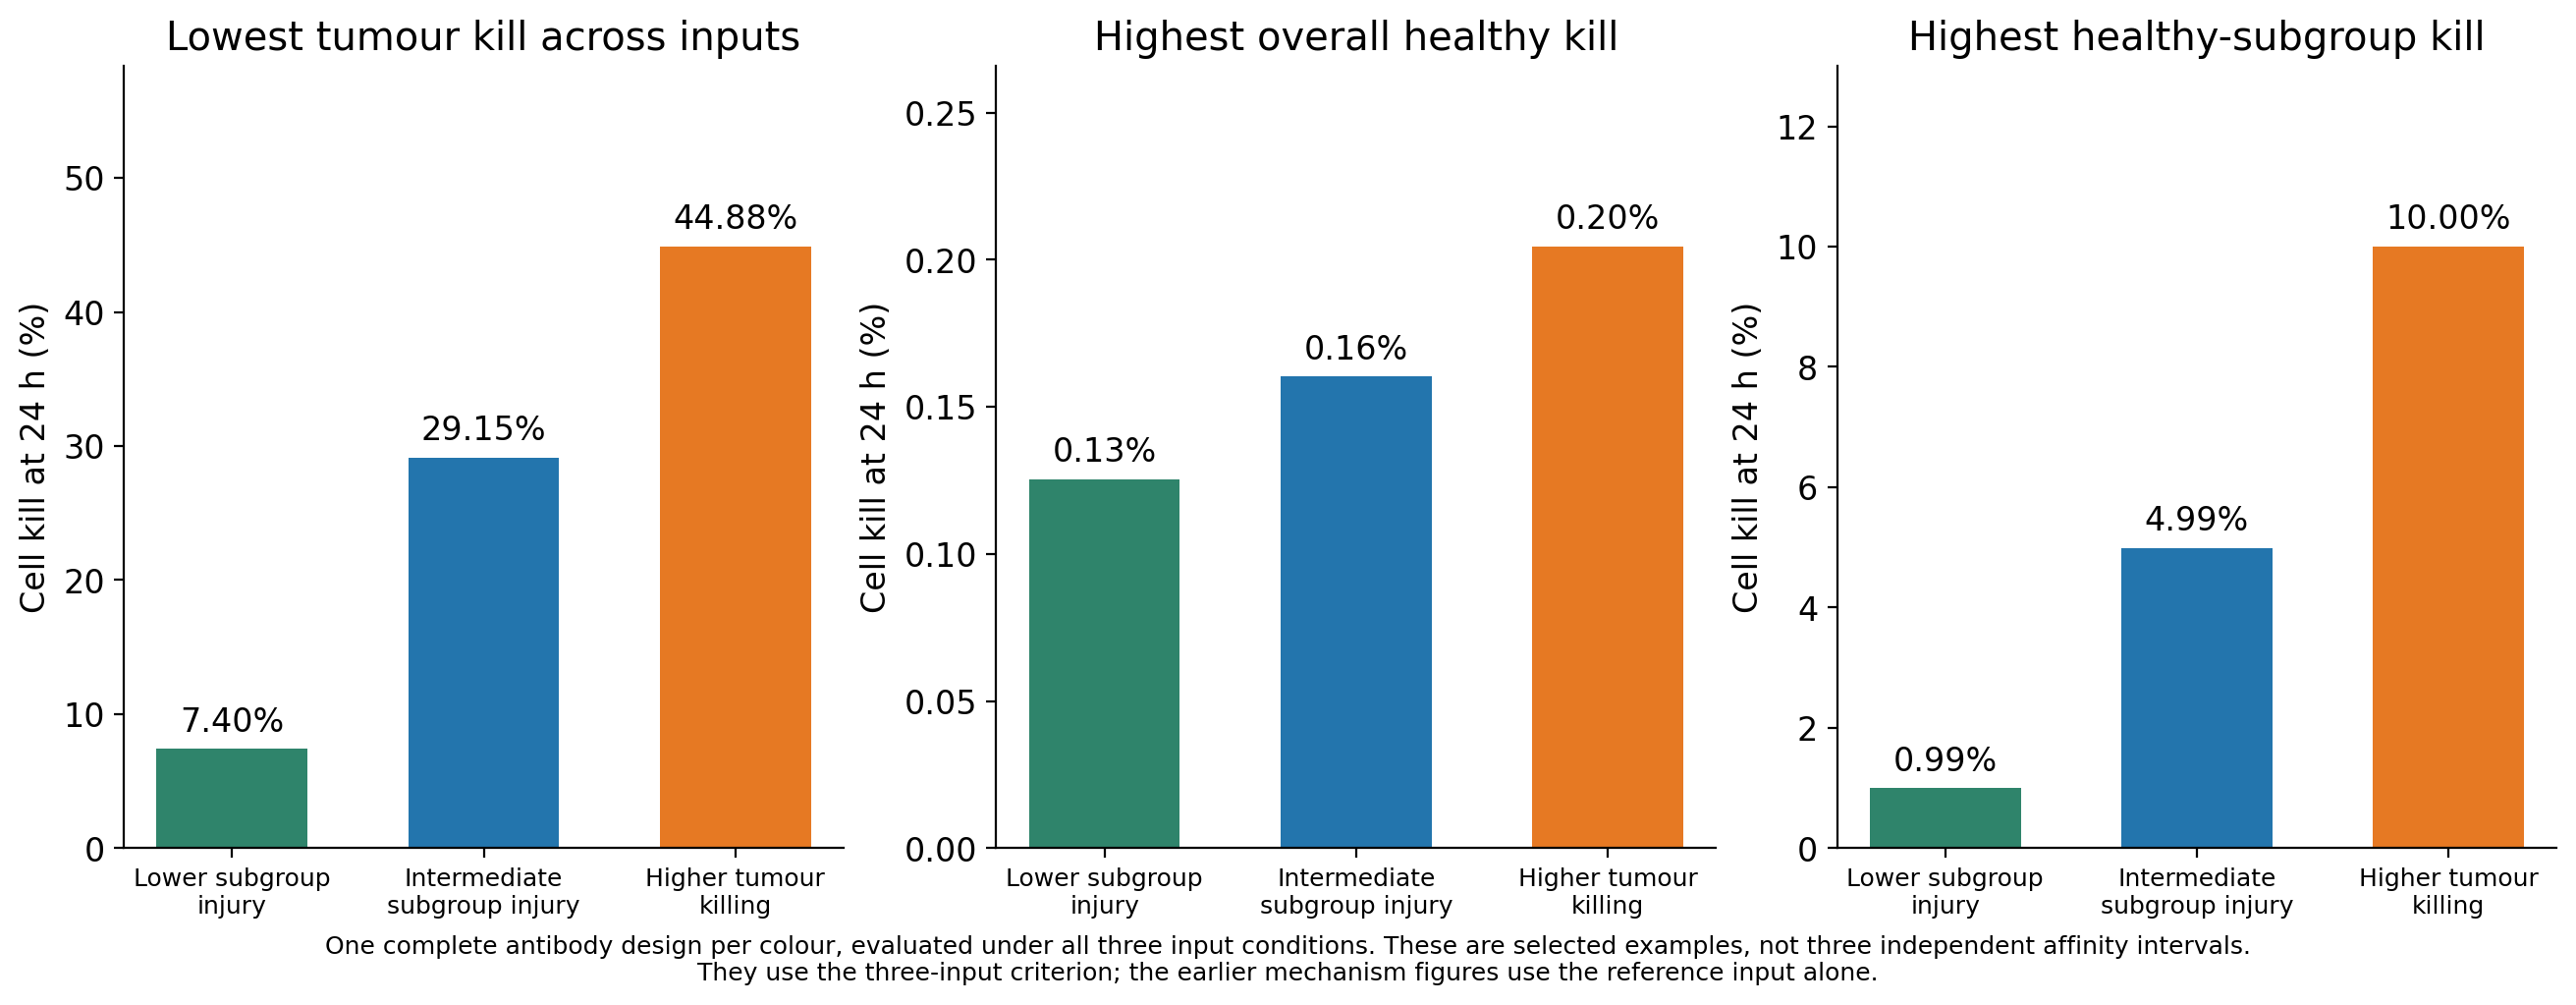 Lowest tumour kill across inputs
Cell kill at 24 h (%)
50
40
30
20
10
0
7.40%
29.15%
44.88%
Lower subgroup
injury
Intermediate
subgroup injury
Higher tumour
killing
Highest overall healthy kill
Cell kill at 24 h (%)
0.25
0.20
0.15
0.10
0.05
0.00
0.13%
0.16%
0.20%
Lower subgroup
injury
Intermediate
subgroup injury
Higher tumour
killing
Highest healthy-subgroup kill
Cell kill at 24 h (%)
12
10
8
6
4
2
0
0.99%
4.99%
10.00%
Lower subgroup
injury
Intermediate
subgroup injury
Higher tumour
killing
One complete antibody design per colour, evaluated under all three input conditions. These are selected examples, not three independent affinity intervals.
They use the three-input criterion; the earlier mechanism figures use the reference input alone.